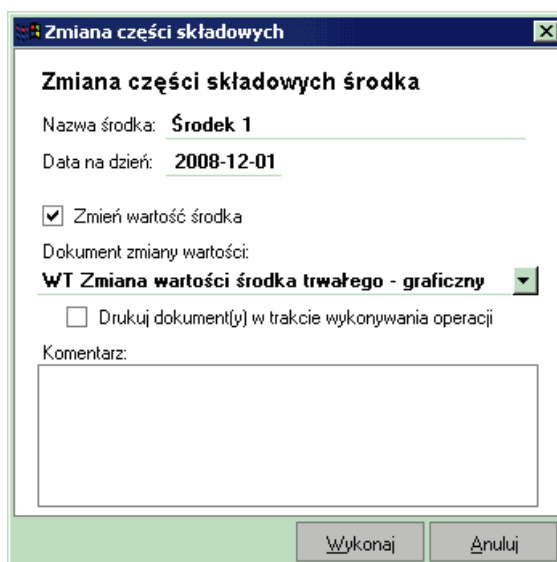 Zmiana części składowych
Zmiana części składowych środka
Nazwa środka: Środek 1
Data na dzień: 2008-12-01
Zmień wartość środka
Dokument zmiany wartości:
WT Zmiana wartości środka trwałego - graficzny
Drukuj dokument(y) w trakcie wykonywania operacji
Komentarz:
Wykonaj Anuluj